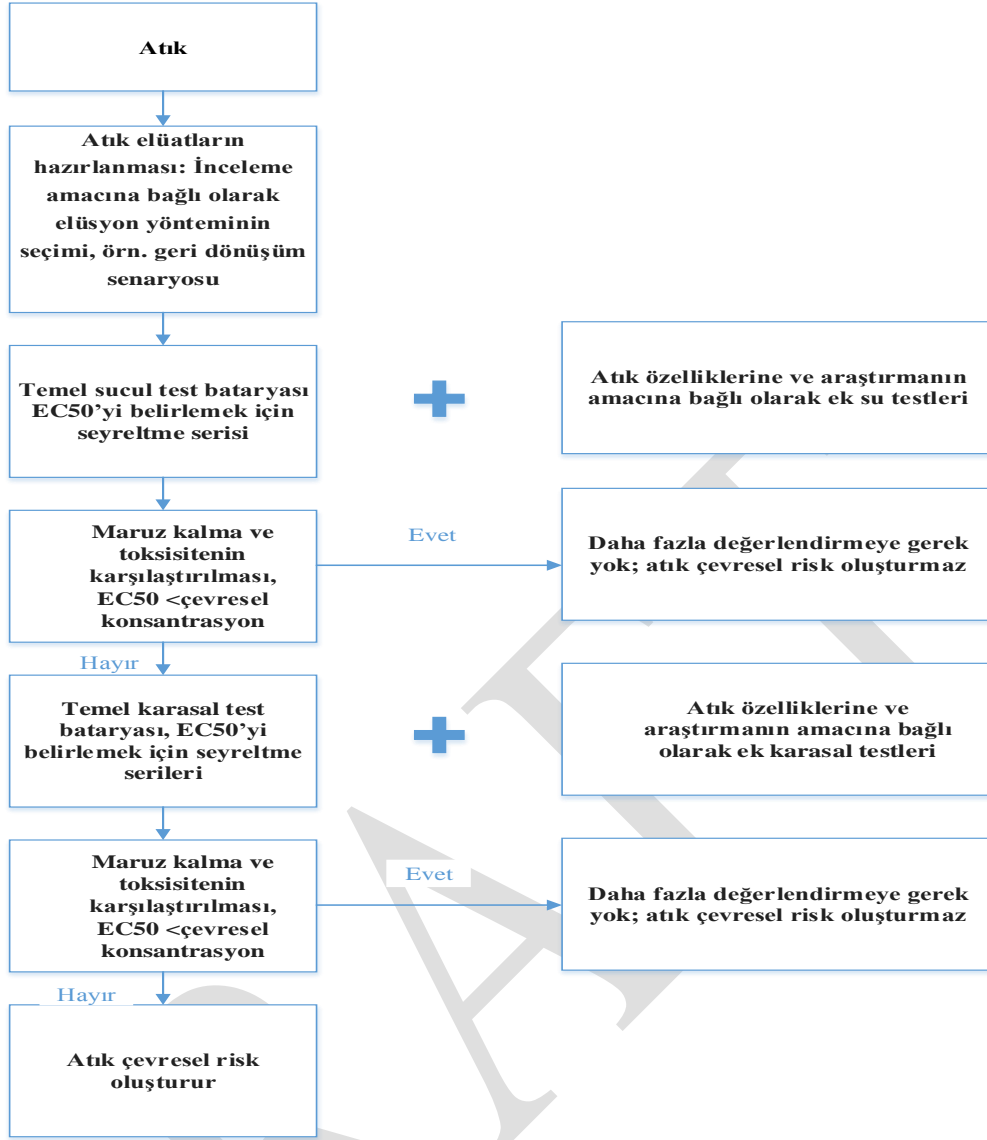 Atık
Atık elüatların
hazırlanması: İnceleme
amacına bağlı olarak
elüsyon yönteminin
seçimi, örn. geri dönüşüm
senaryosu
Temel sucul test bataryası
EC50’yi belirlemek için
seyreltme serisi
Atık özelliklerine ve araştırmanın
amacına bağlı olarak ek su testleri
Maruz kalma ve
toksisitenin
karşılaştırılması,
EC50 <çevresel
konsantrasyon
Evet
Daha fazla değerlendirmeye gerek
yok; atık çevresel risk oluşturmaz
Hayır
Temel karasal test
bataryası, EC50’yi
belirlemek için seyreltme
serileri
Atık özelliklerine ve
araştırmanın amacına bağlı
olarak ek karasal testleri
Maruz kalma ve
toksisitenin
karşılaştırılması,
EC50 <çevresel
konsantrasyon
Evet
Daha fazla değerlendirmeye gerek
yok; atık çevresel risk oluşturmaz
Hayır
Atık çevresel risk
oluşturur